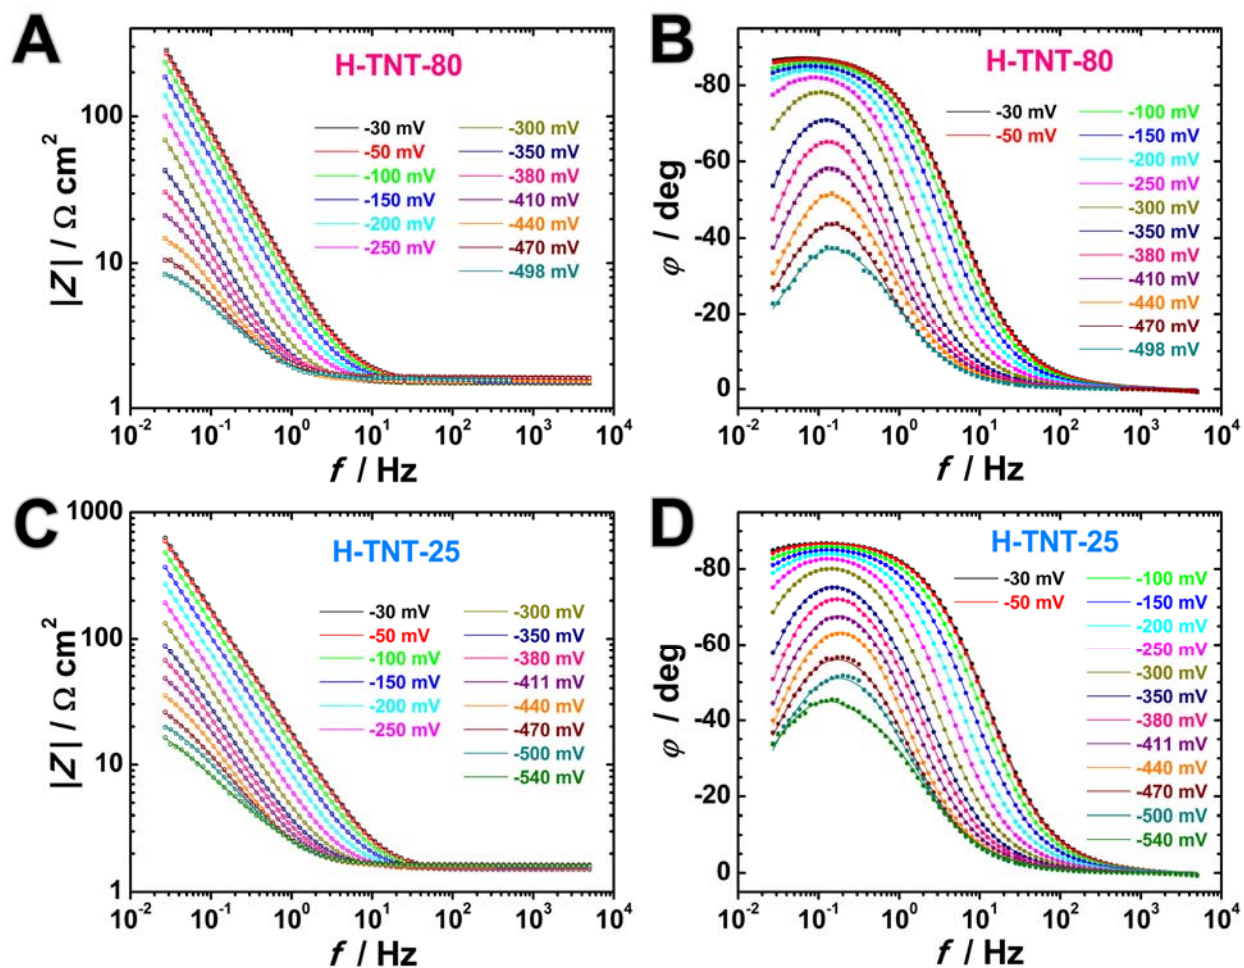 A
H-TNT-80
-30 mV
-50 mV
-100 mV
-150 mV
-200 mV
-250 mV
-300 mV
-350 mV
-380 mV
-410 mV
-440 mV
-470 mV
-498 mV
|Z| / Ω cm²
100
10
1
10⁻² 10⁻¹ 10⁰ 10¹ 10² 10³ 10⁴
f / Hz
B
H-TNT-80
-30 mV
-50 mV
-100 mV
-150 mV
-200 mV
-250 mV
-300 mV
-350 mV
-380 mV
-410 mV
-440 mV
-470 mV
-498 mV
φ / deg
-80
-60
-40
-20
0
10⁻² 10⁻¹ 10⁰ 10¹ 10² 10³ 10⁴
f / Hz
C
H-TNT-25
-30 mV
-50 mV
-100 mV
-150 mV
-200 mV
-250 mV
-300 mV
-350 mV
-380 mV
-411 mV
-440 mV
-470 mV
-500 mV
-540 mV
|Z| / Ω cm²
1000
100
10
1
10⁻² 10⁻¹ 10⁰ 10¹ 10² 10³ 10⁴
f / Hz
D
H-TNT-25
-30 mV
-50 mV
-100 mV
-150 mV
-200 mV
-250 mV
-300 mV
-350 mV
-380 mV
-411 mV
-440 mV
-470 mV
-500 mV
-540 mV
φ / deg
-80
-60
-40
-20
0
10⁻² 10⁻¹ 10⁰ 10¹ 10² 10³ 10⁴
f / Hz